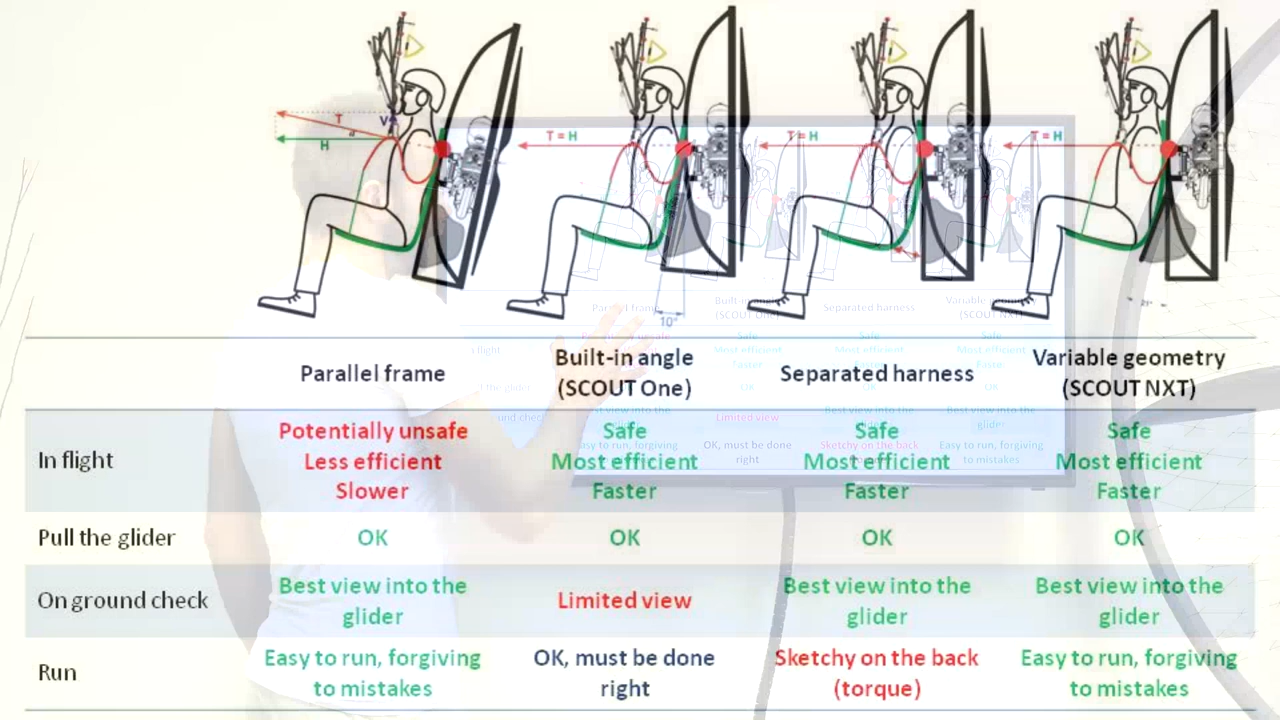 T
V
α
H
T = H
T = H
T = H
10°
21°
Parallel frame
Built-in angle
(SCOUT One)
Separated harness
Variable geometry
(SCOUT NXT)
In flight
Potentially unsafe
Less efficient
Slower
Safe
Most efficient
Faster
Safe
Most efficient
Faster
Safe
Most efficient
Faster
Pull the glider
OK
OK
OK
OK
On ground check
Best view into the
glider
Limited view
Best view into the
glider
Best view into the
glider
Run
Easy to run, forgiving
to mistakes
OK, must be done
right
Sketchy on the back
(torque)
Easy to run, forgiving
to mistakes